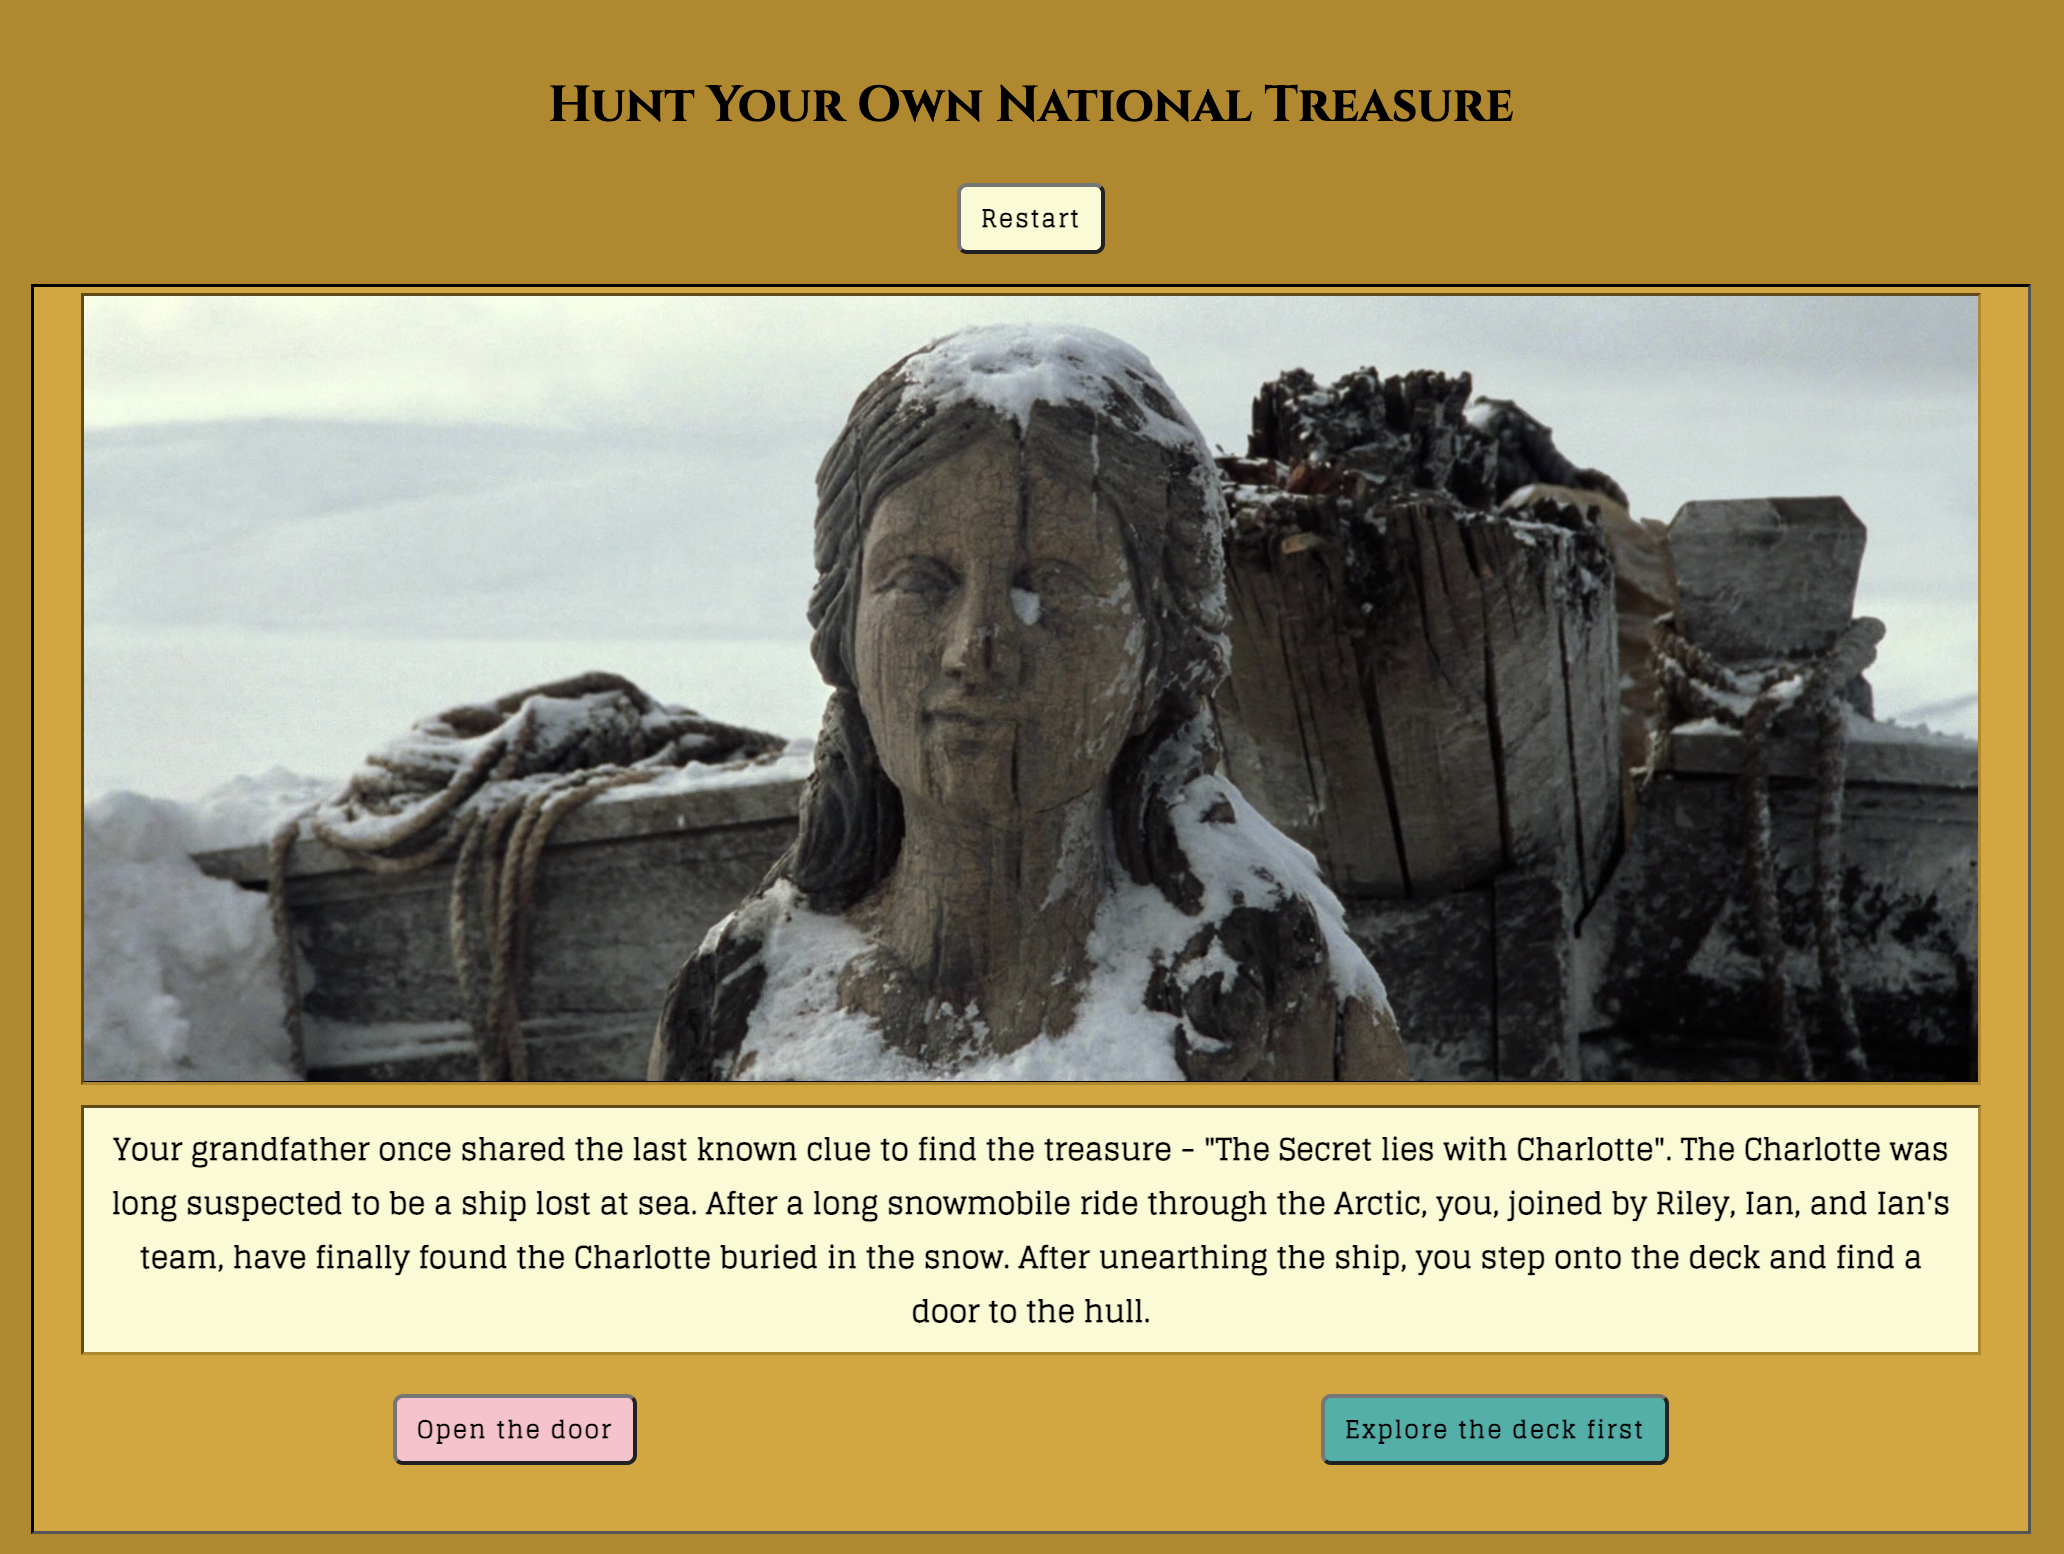 Hunt Your Own National Treasure
Restart
Your grandfather once shared the last known clue to find the treasure - "The Secret lies with Charlotte". The Charlotte was
long suspected to be a ship lost at sea. After a long snowmobile ride through the Arctic, you, joined by Riley, Ian, and Ian's
team, have finally found the Charlotte buried in the snow. After unearthing the ship, you step onto the deck and find a
door to the hull.
Open the door
Explore the deck first